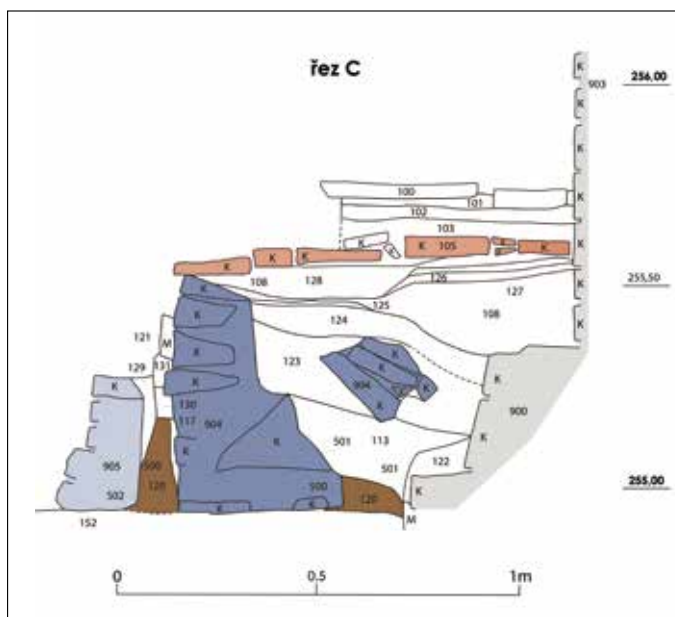 řez C
K
903
256,00
K
K
K
100
101
102
103
K
K
K
105
K
K
K
K
K
108
128
126
127
255,50
K
125
108
K
124
K
121
M
K
123
K
K
129
131
K
904
K
K
K
K
900
130
117
904
K
K
501
113
K
122
905
500
501
502
120
500
120
K
K
K
255,00
152
M
0
0.5
1m